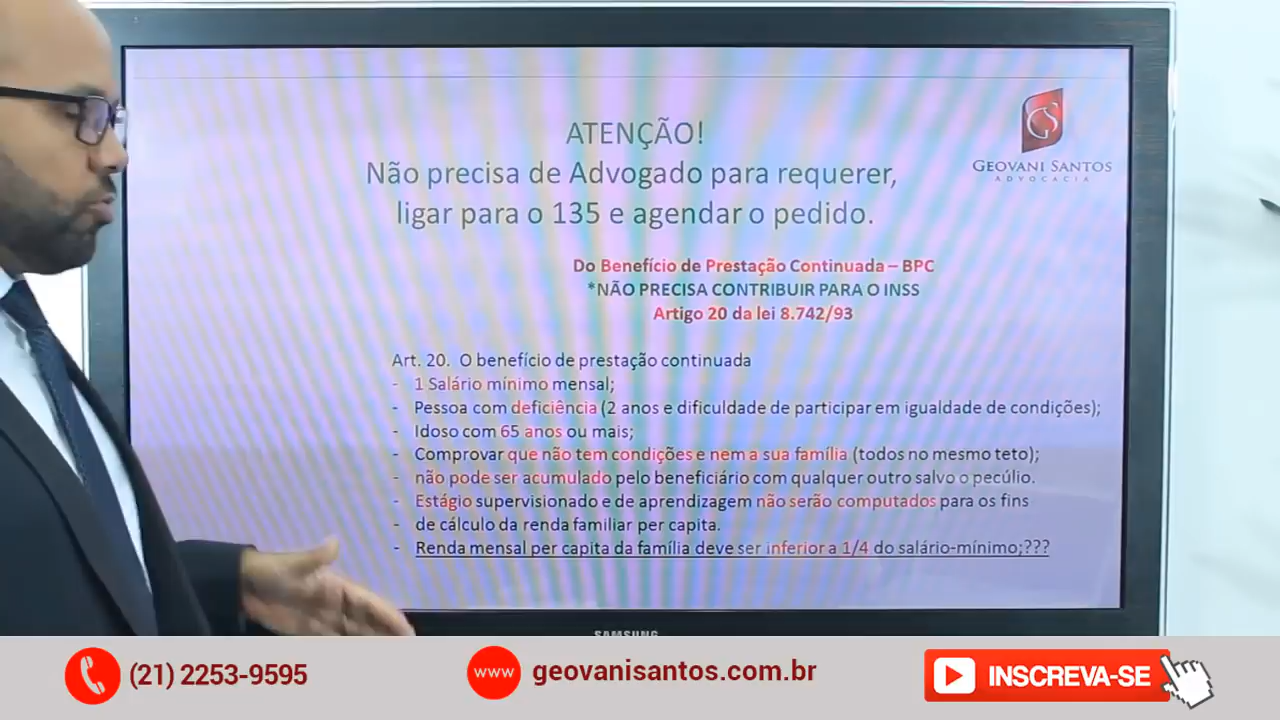 ATENÇÃO!
Não precisa de Advogado para requerer,
ligar para o 135 e agendar o pedido.
GS
GEOVANI SANTOS
ADVOCACIA
Do Benefício de Prestação Continuada – BPC
*NÃO PRECISA CONTRIBUIR PARA O INSS
Artigo 20 da lei 8.742/93
Art. 20. O benefício de prestação continuada
- 1 Salário mínimo mensal;
- Pessoa com deficiência (2 anos e dificuldade de participar em igualdade de condições);
- Idoso com 65 anos ou mais;
- Comprovar que não tem condições e nem a sua família (todos no mesmo teto);
- não pode ser acumulado pelo beneficiário com qualquer outro salvo o pecúlio.
- Estágio supervisionado e de aprendizagem não serão computados para os fins
- de cálculo da renda familiar per capita.
- Renda mensal per capita da família deve ser inferior a 1/4 do salário-mínimo;???
SAMSUNG
(21) 2253-9595
www
geovanisantos.com.br
INSCREVA-SE